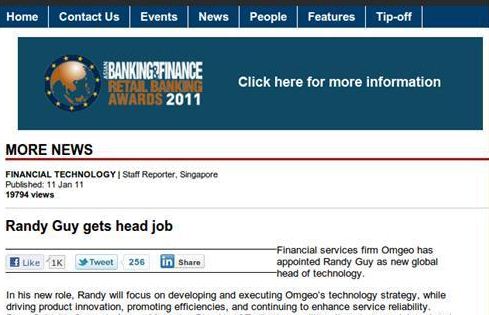 Home Contact Us Events News People Features Tip-off
ASIAN BANKING & FINANCE
RETAIL BANKING
AWARDS 2011
Click here for more information
MORE NEWS
FINANCIAL TECHNOLOGY | Staff Reporter, Singapore
Published: 11 Jan 11
19794 views
Randy Guy gets head job
Like 1K Tweet 256 in Share
Financial services firm Omgeo has
appointed Randy Guy as new global
head of technology.
In his new role, Randy will focus on developing and executing Omgeo's technology strategy, while
driving product innovation, promoting efficiencies, and continuing to enhance service reliability.